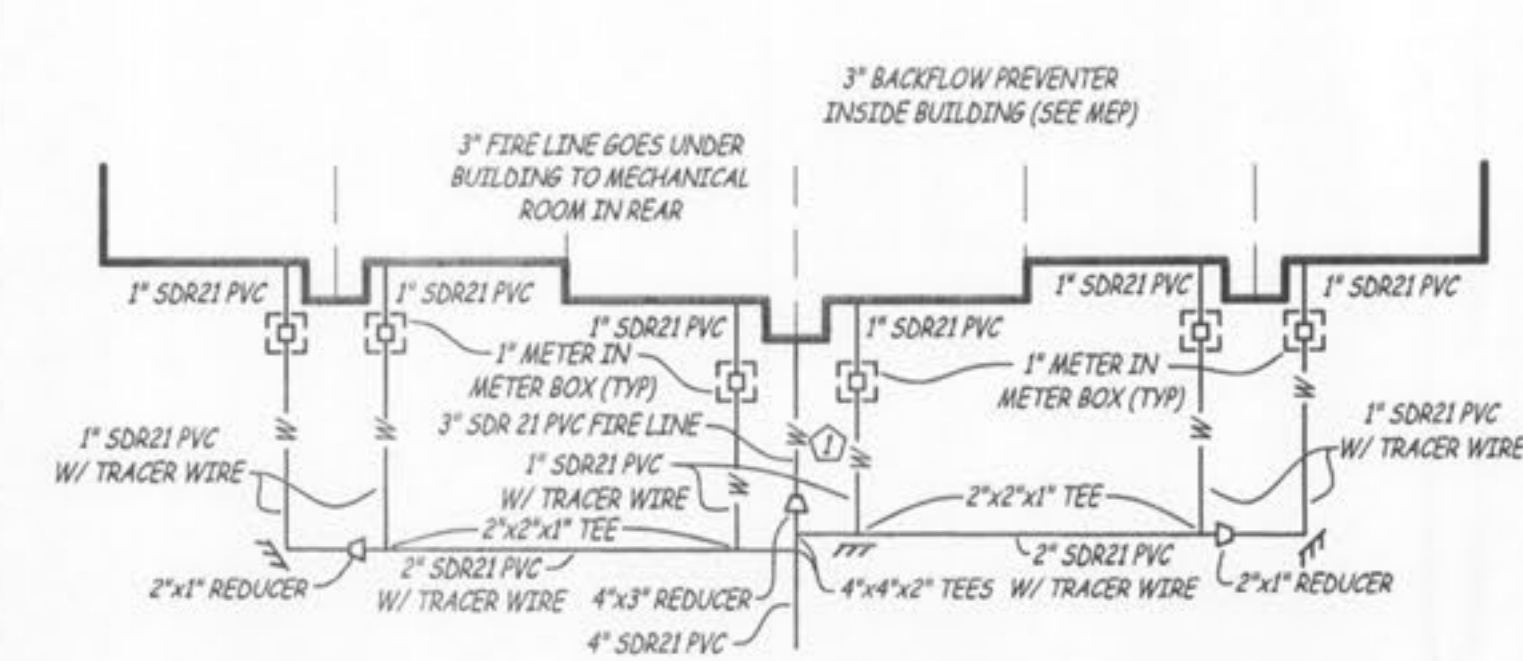 3" BACKFLOW PREVENTER
INSIDE BUILDING (SEE MEP)
3" FIRE LINE GOES UNDER
BUILDING TO MECHANICAL
ROOM IN REAR
1" SDR21 PVC
1" SDR21 PVC
1" SDR21 PVC
1" SDR21 PVC
1" SDR21 PVC
1" SDR21 PVC
1" METER IN
METER BOX (TYP)
1" METER IN
METER BOX (TYP)
3" SDR 21 PVC FIRE LINE
W
W
W
W
W
W
W
1
1" SDR21 PVC
W/ TRACER WIRE
1" SDR21 PVC
W/ TRACER WIRE
1" SDR21 PVC
W/ TRACER WIRE
2"x2"x1" TEE
2"x2"x1" TEE
2" SDR21 PVC
W/ TRACER WIRE
2" SDR21 PVC
W/ TRACER WIRE
2"x1" REDUCER
4"x3" REDUCER
4"x4"x2" TEES
2"x1" REDUCER
4" SDR21 PVC